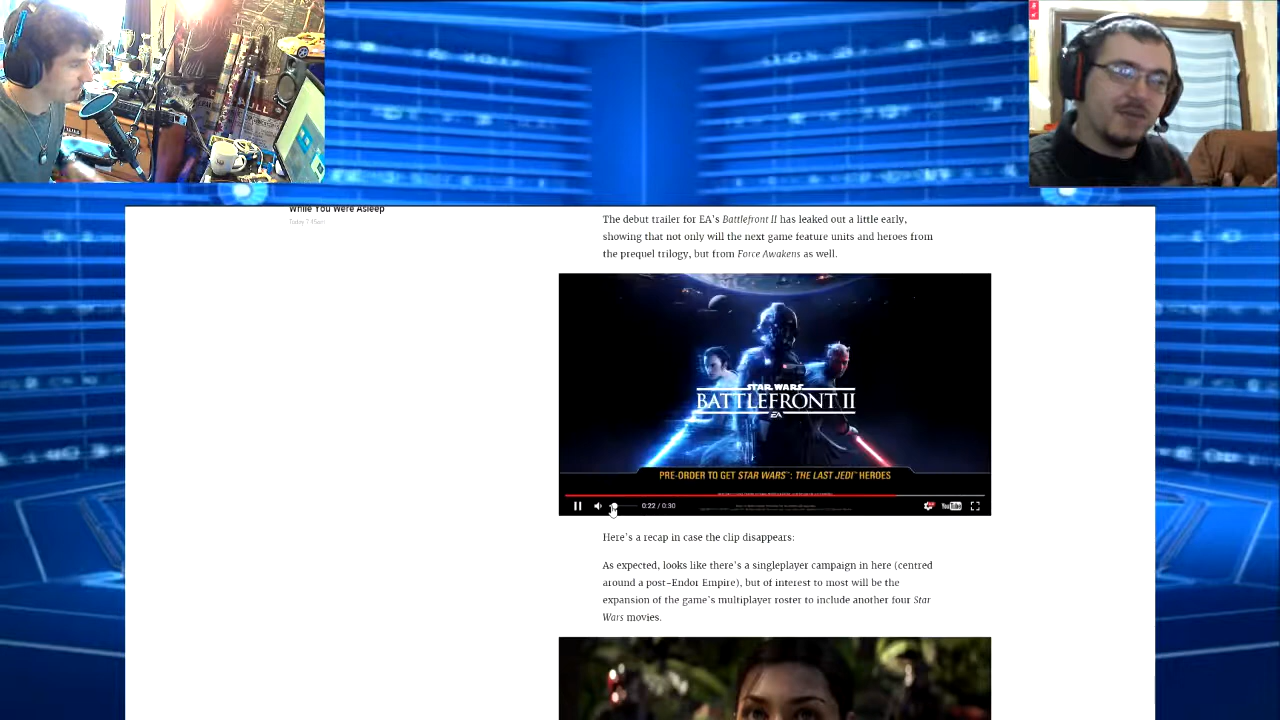 While You Were Asleep
Today 7:45am
The debut trailer for EA's Battlefront II has leaked out a little early,
showing that not only will the next game feature units and heroes from
the prequel trilogy, but from Force Awakens as well.
STAR WARS
BATTLEFRONT II
EA
PRE-ORDER TO GET STAR WARS™: THE LAST JEDI™ HEROES
0:22 / 0:30
YouTube
Here's a recap in case the clip disappears:
As expected, looks like there's a singleplayer campaign in here (centred
around a post-Endor Empire), but of interest to most will be the
expansion of the game's multiplayer roster to include another four Star
Wars movies.